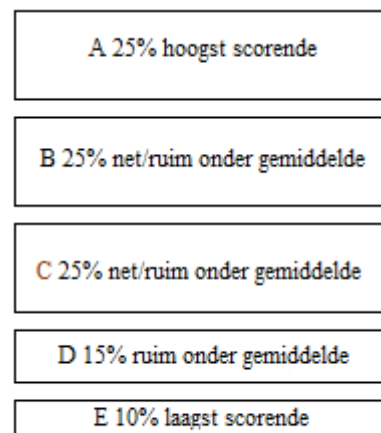 A 25% hoogst scorende
B 25% net/ruim onder gemiddelde
C 25% net/ruim onder gemiddelde
D 15% ruim onder gemiddelde
E 10% laagst scorende